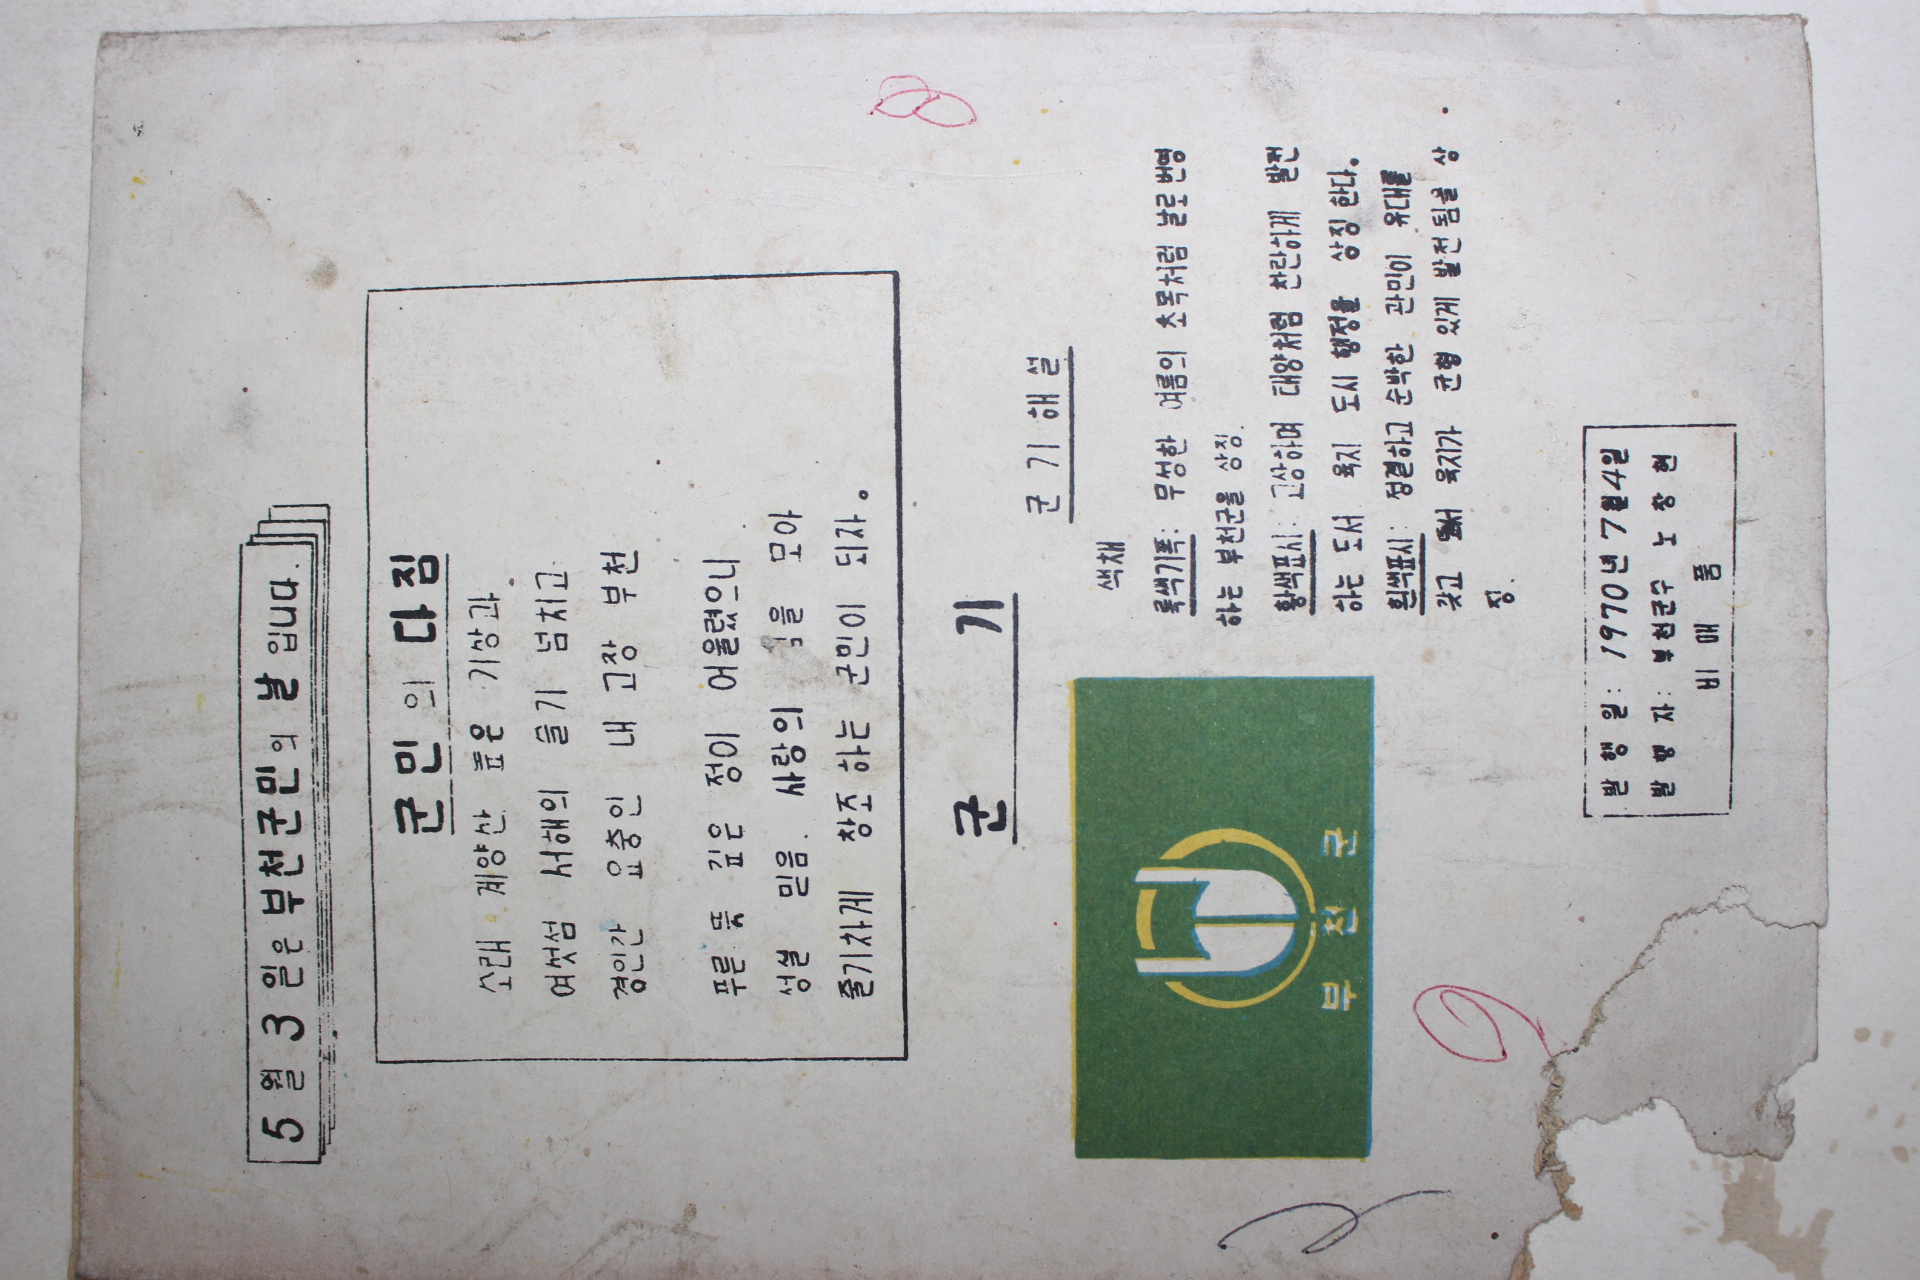 5월 3일은 부천군민의 날 입니다.
군민의 다짐
소래. 계양산 높은 기상과
여섯섬 서해의 슬기 넘치고
경인간 요충인 내 고장 부천
푸른 뜻 깊은 정이 어울렸으니
성실 믿음. 사랑의 힘을 모아
줄기차게 창조하는 군민이 되자.
군 기
부천군
군기해설
색채
록색기폭: 무성한 여름의 초목처럼 날로 번영
하는 부천군을 상징.
황색표시: 고상하며 태양처럼 찬란하게 발전
하는 도서 육지 도시 행정을 상징한다.
흰색표시: 정결하고 순박한 관민이 유대를
갖고 도서 육지가 균형 있게 발전됨을 상
징.
발행일: 1970년 7월 4일
발행자: 부천군수 노창현
비매품